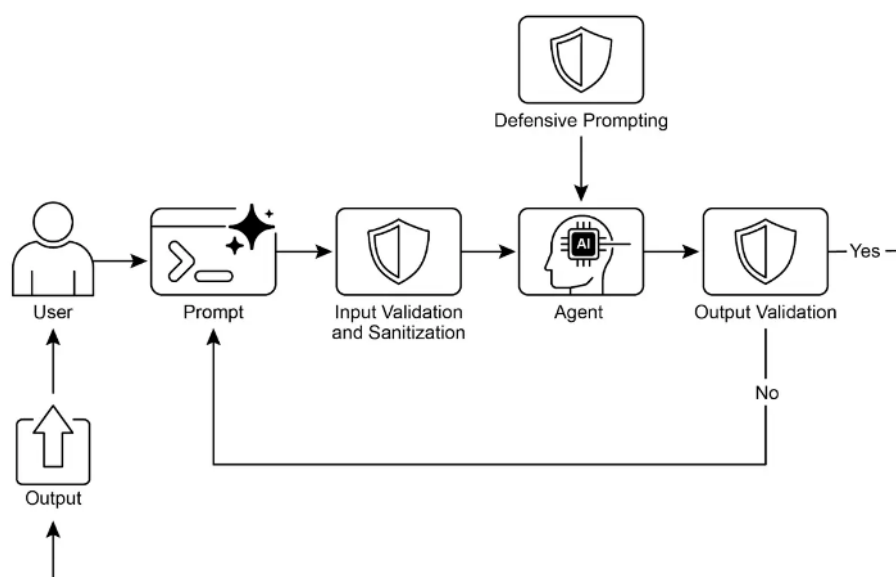 Defensive Prompting
AI
Yes
User
Prompt
Input Validation
and Sanitization
Agent
Output Validation
No
Output